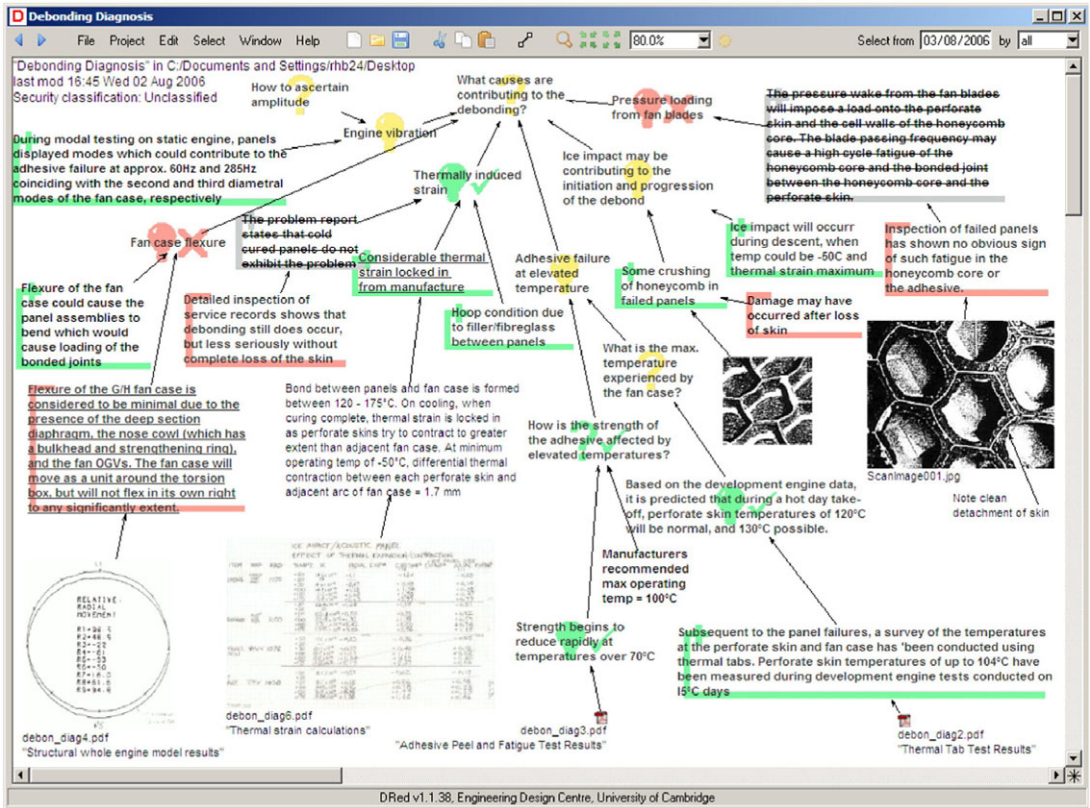 Debonding Diagnosis
File Project Edit Select Window Help 80.0% Select from 03/08/2006 by all
"Debonding Diagnosis" in C:/Documents and Settings/rhb24/Desktop
last mod 16:45 Wed 02 Aug 2006
Security classification: Unclassified
How to ascertain
amplitude
What causes are
contributing to the
debonding?
Pressure loading
from fan blades
The pressure wake from the fan blades
will impose a load onto the perforate
skin and the cell walls of the honeycomb
core. The blade passing frequency may
cause a high cycle fatigue of the
honeycomb core and the bonded joint
between the honeycomb core and the
perforate skin.
Engine vibration
During modal testing on static engine, panels
displayed modes which could contribute to the
adhesive failure at approx. 60Hz and 285Hz
coinciding with the second and third diametral
modes of the fan case, respectively
Thermally induced
strain
Ice impact may be
contributing to the
initiation and progression
of the debond
Fan case flexure
The problem report
states that cold
cured panels do not
exhibit the problem
Considerable thermal
strain locked in
from manufacture
Adhesive failure
at elevated
temperature
Some crushing
of honeycomb in
failed panels
Ice impact will occurr
during descent, when
temp could be -50C and
thermal strain maximum
Inspection of failed panels
has shown no obvious sign
of such fatigue in the
honeycomb core or
the adhesive.
Flexure of the fan
case could cause the
panel assemblies to
bend which would
cause loading of the
bonded joints
Detailed inspection of
service records shows that
debonding still does occur,
but less seriously without
complete loss of the skin
Hoop condition due
to filler/fibreglass
between panels
Damage may have
occurred after loss
of skin
What is the max.
temperature
experienced by
the fan case?
Flexure of the G/H fan case is
considered to be minimal due to the
presence of the deep section
diaphragm, the nose cowl (which has
a bulkhead and strengthening ring),
and the fan OGVs. The fan case will
move as a unit around the torsion
box, but will not flex in its own right
to any significantly extent.
Bond between panels and fan case is formed
between 120 - 175°C. On cooling, when
curing complete, thermal strain is locked in
as perforate skins try to contract to greater
extent than adjacent fan case. At minimum
operating temp of -50°C, differential thermal
contraction between each perforate skin and
adjacent arc of fan case = 1.7 mm
How is the strength of
the adhesive affected by
elevated temperatures?
ScanImage001.jpg
Note clean
detachment of skin
Based on the development engine data,
it is predicted that during a hot day take-
off, perforate skin temperatures of 120°C
will be normal, and 130°C possible.
Manufacturers
recommended
max operating
temp = 100°C
RELATIVE
RADIAL
MOVEMENT
ICE IMPACT/ACOUSTIC PANEL
EFFECT OF THERMAL EXPANSION/CONTRACTION
Strength begins to
reduce rapidly at
temperatures over 70°C
Subsequent to the panel failures, a survey of the temperatures
at the perforate skin and fan case has 'been conducted using
thermal tabs. Perforate skin temperatures of up to 104°C have
been measured during development engine tests conducted on
l5°C days
debon_diag4.pdf
"Structural whole engine model results"
debon_diag6.pdf
"Thermal strain calculations"
debon_diag3.pdf
"Adhesive Peel and Fatigue Test Results"
debon_diag2.pdf
"Thermal Tab Test Results"
DRed v1.1.38, Engineering Design Centre, University of Cambridge